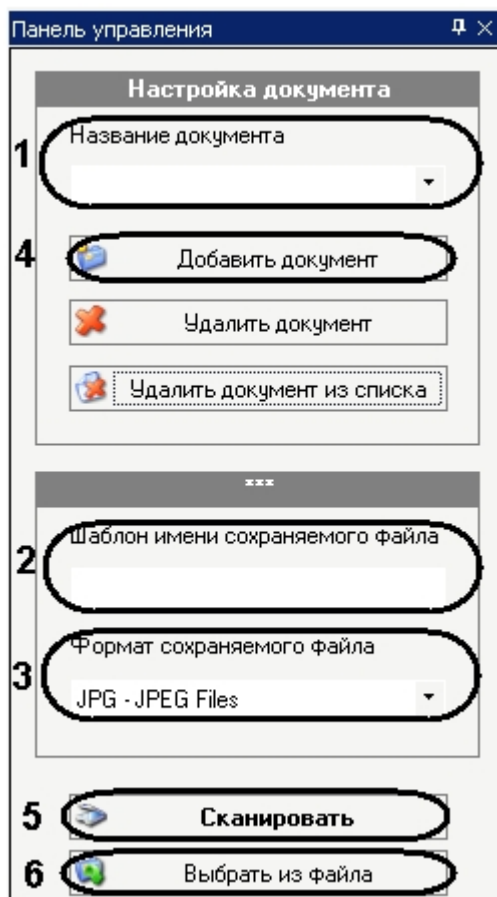 Панель управления
Настройка документа
1 Название документа
4 Добавить документ
Удалить документ
Удалить документ из списка
***
2 Шаблон имени сохраняемого файла
3 Формат сохраняемого файла
JPG - JPEG Files
5 Сканировать
6 Выбрать из файла